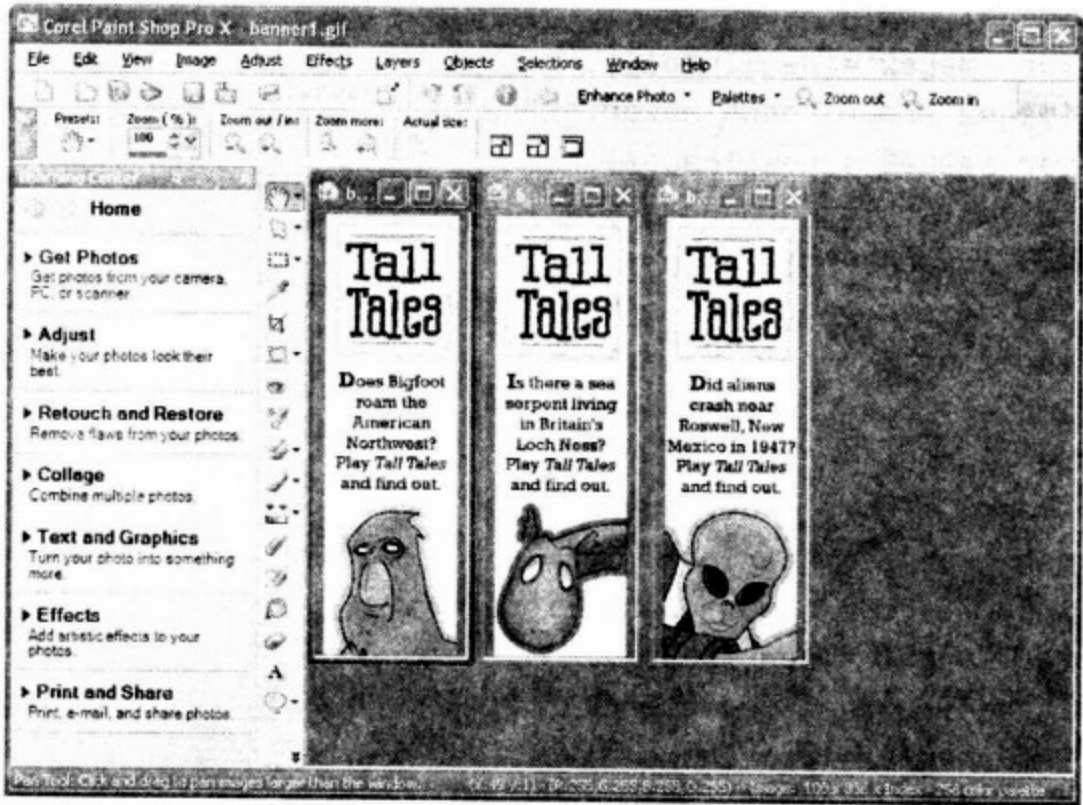 Corel Paint Shop Pro X - banner1.gif
File Edit View Image Adjust Effects Layers Objects Selections Window Help
Enhance Photo Palettes Zoom out Zoom in
Presets: Zoom (%): Zoom out / in: Zoom more: Actual size:
100
Learning Center
Home
Get Photos
Get photos from your camera,
PC, or scanner.
Adjust
Make your photos look their
best.
Retouch and Restore
Remove flaws from your photos.
Collage
Combine multiple photos.
Text and Graphics
Turn your photo into something
more.
Effects
Add artistic effects to your
photos.
Print and Share
Print, e-mail, and share photos.
b...
Tall
Tales
Does Bigfoot
roam the
American
Northwest?
Play Tall Tales
and find out.
b...
Tall
Tales
Is there a sea
serpent living
in Britain's
Loch Ness?
Play Tall Tales
and find out.
b...
Tall
Tales
Did aliens
crash near
Roswell, New
Mexico in 1947?
Play Tall Tales
and find out.
A
Pan Tool: Click and drag to pan images larger than the window.
256 color palette